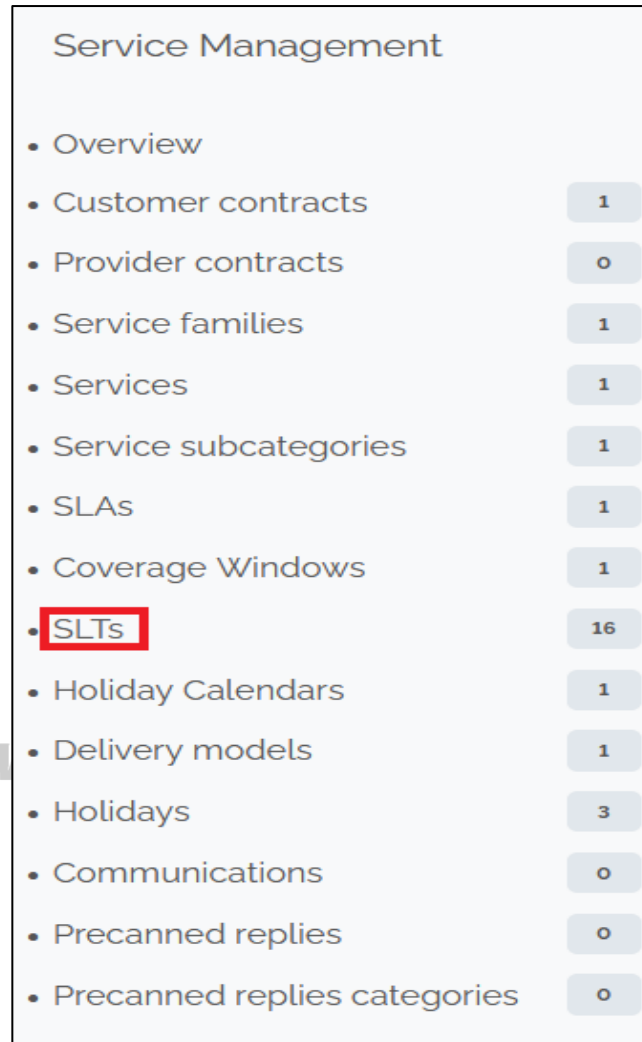 Service Management
• Overview
• Customer contracts 1
• Provider contracts 0
• Service families 1
• Services 1
• Service subcategories 1
• SLAs 1
• Coverage Windows 1
• SLTs 16
• Holiday Calendars 1
• Delivery models 1
• Holidays 3
• Communications 0
• Precanned replies 0
• Precanned replies categories 0